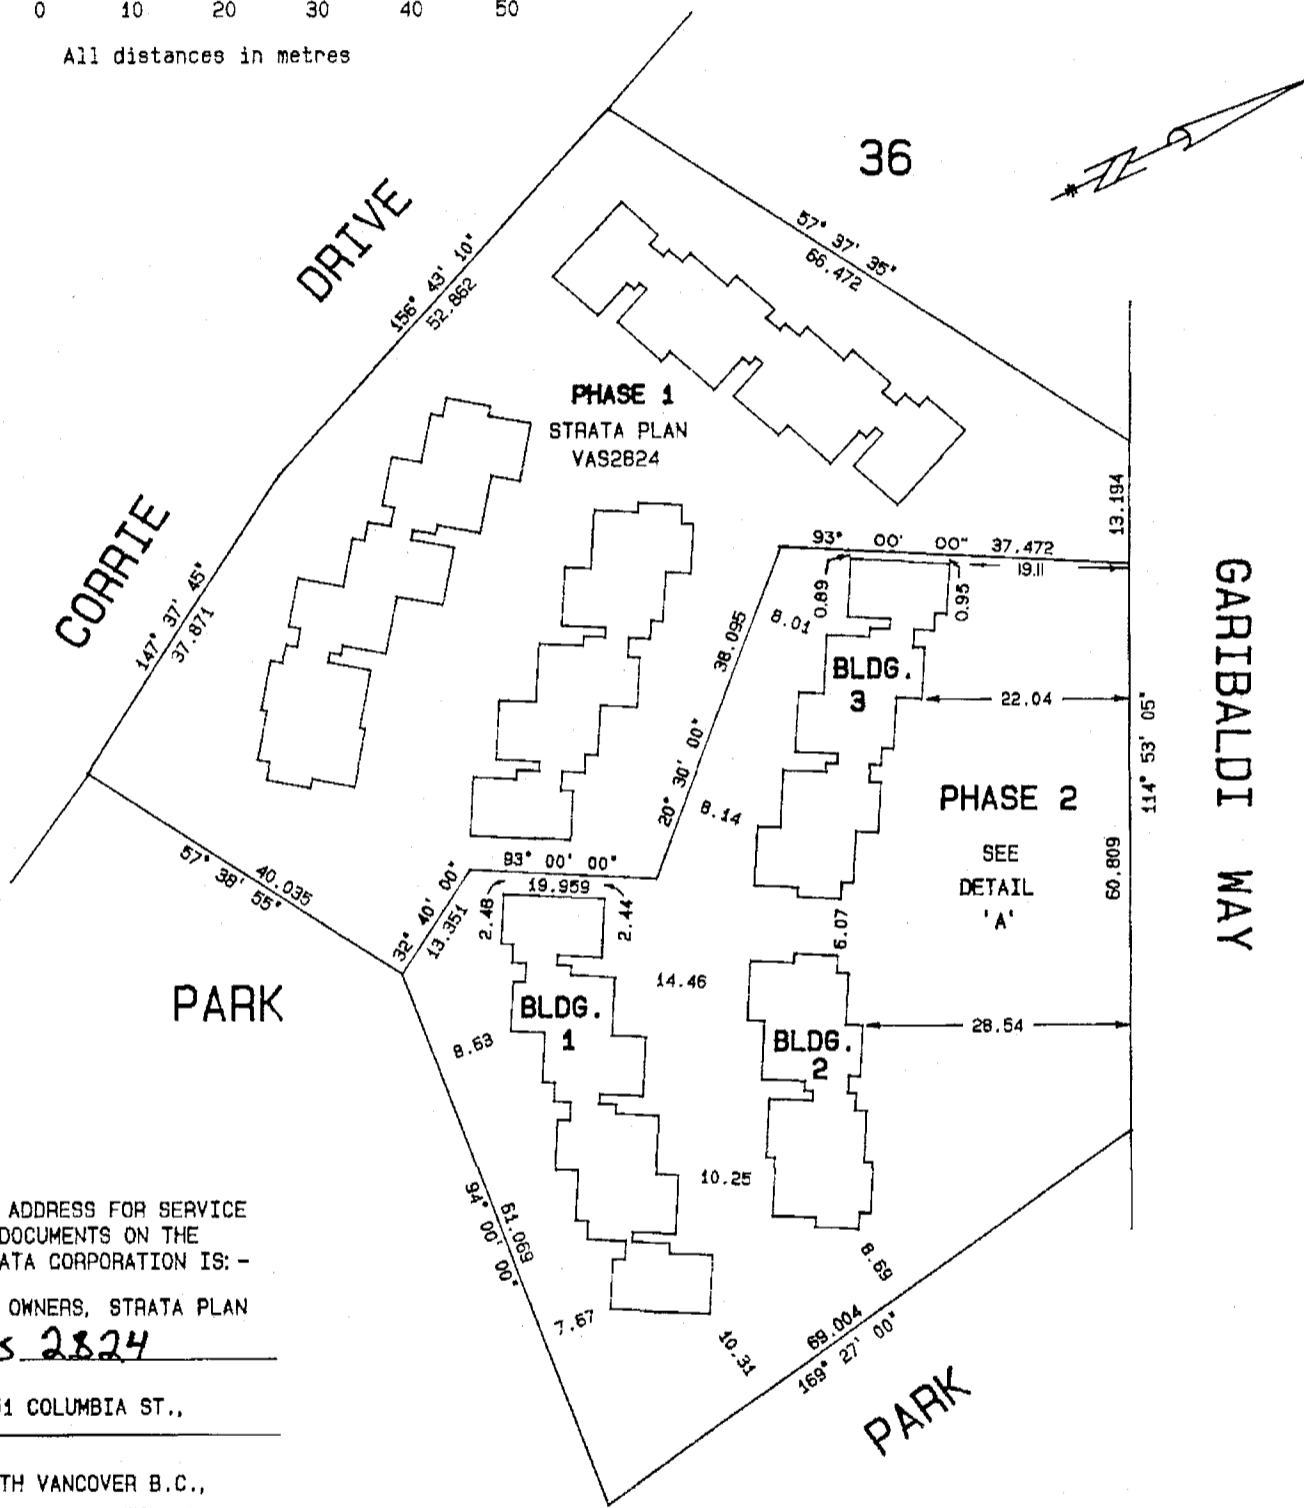 0 10 20 30 40 50
All distances in metres
36
DRIVE
156° 43' 10"
52.862
57° 37' 35"
66.472
PHASE 1
STRATA PLAN
VAS2824
CORRIE
147° 37' 45"
37.871
13.194
93° 00' 00" 37.472
19.11
0.89
0.95
8.01
38.095
20° 30' 00"
BLDG.
3
22.04
GARIBALDI WAY
114° 53' 05"
60.809
8.14
PHASE 2
SEE
DETAIL
'A'
57° 38' 55"
40.035
93° 00' 00"
19.959
32° 40' 00"
13.351
2.48
2.44
6.07
PARK
14.46
BLDG.
1
28.54
BLDG.
2
8.53
10.25
94° 00' 00"
61.069
7.67
8.69
10.31
69.004
169° 27' 00"
PARK
ADDRESS FOR SERVICE
DOCUMENTS ON THE
ATA CORPORATION IS:-
OWNERS, STRATA PLAN
S 2824
1 COLUMBIA ST.,
TH VANCOVER B.C.,